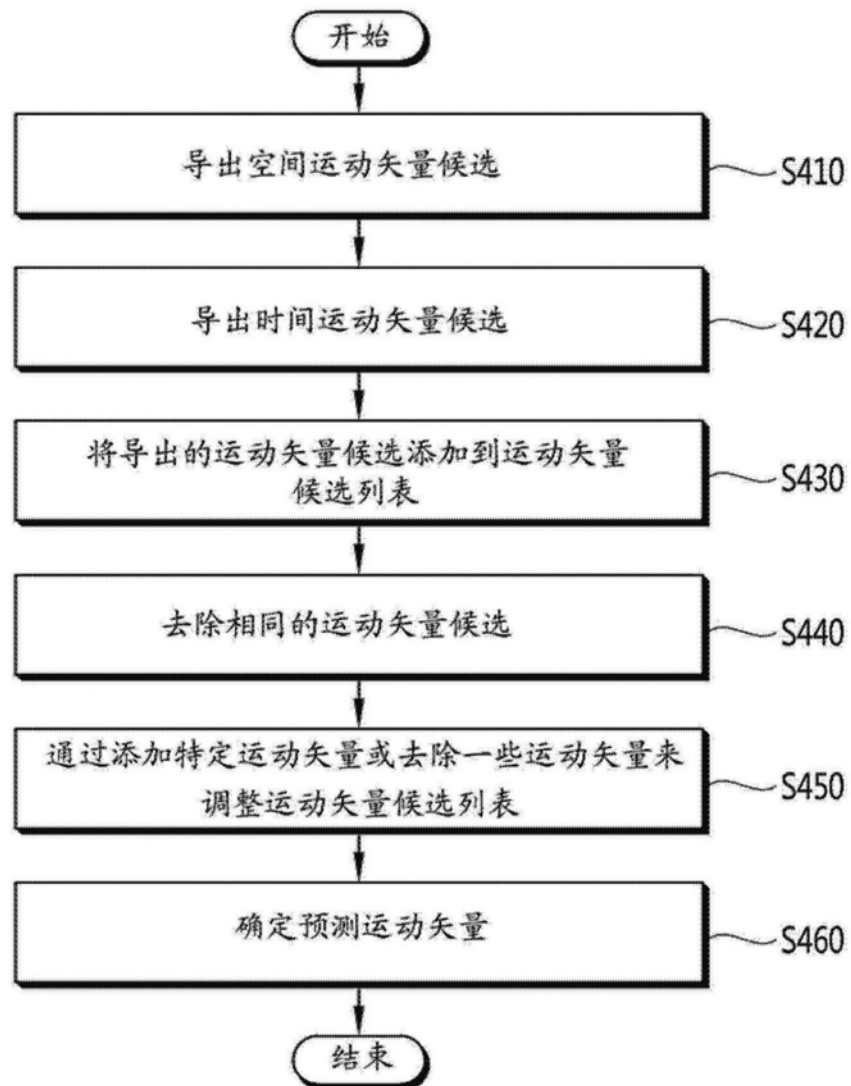 开始
导出空间运动矢量候选
S410
导出时间运动矢量候选
S420
将导出的运动矢量候选添加到运动矢量
候选列表
S430
去除相同的运动矢量候选
S440
通过添加特定运动矢量或去除一些运动矢量来
调整运动矢量候选列表
S450
确定预测运动矢量
S460
结束